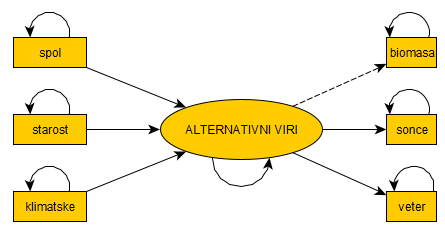 spol
biomasa
starost
ALTERNATIVNI VIRI
sonce
klimatske
veter